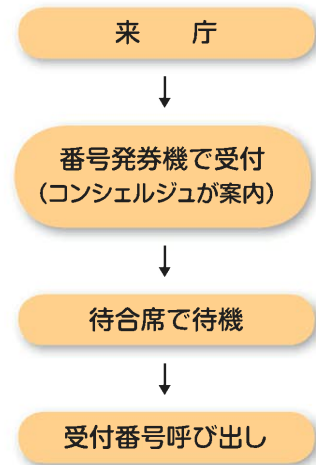 来　　庁
番号発券機で受付
(コンシェルジュが案内)
待合席で待機
受付番号呼び出し